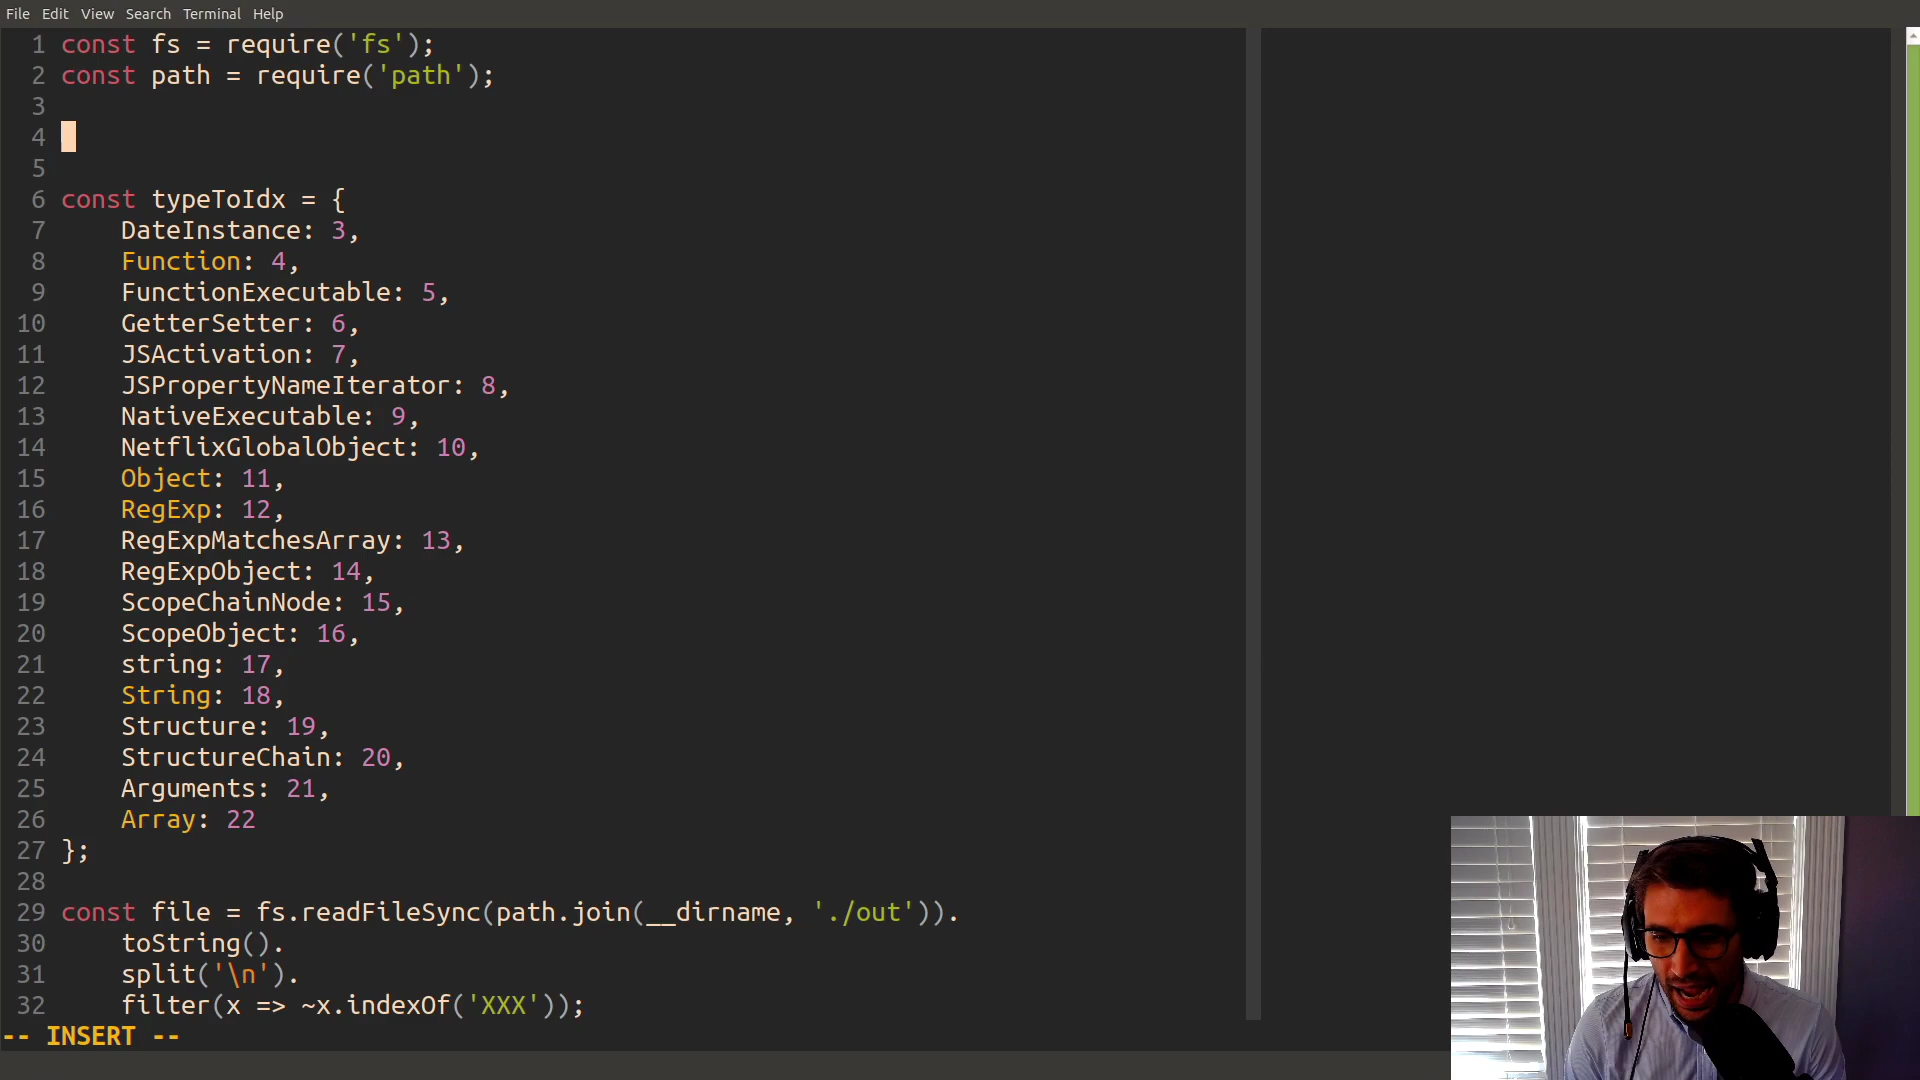 File Edit View Search Terminal Help
1 const fs = require('fs');
2 const path = require('path');
3
4
5
6 const typeToIdx = {
7     DateInstance: 3,
8     Function: 4,
9     FunctionExecutable: 5,
10     GetterSetter: 6,
11     JSActivation: 7,
12     JSPropertyNameIterator: 8,
13     NativeExecutable: 9,
14     NetflixGlobalObject: 10,
15     Object: 11,
16     RegExp: 12,
17     RegExpMatchesArray: 13,
18     RegExpObject: 14,
19     ScopeChainNode: 15,
20     ScopeObject: 16,
21     string: 17,
22     String: 18,
23     Structure: 19,
24     StructureChain: 20,
25     Arguments: 21,
26     Array: 22
27 };
28
29 const file = fs.readFileSync(path.join(__dirname, './out')).
30     toString().
31     split('\n').
32     filter(x => ~x.indexOf('XXX'));
-- INSERT --